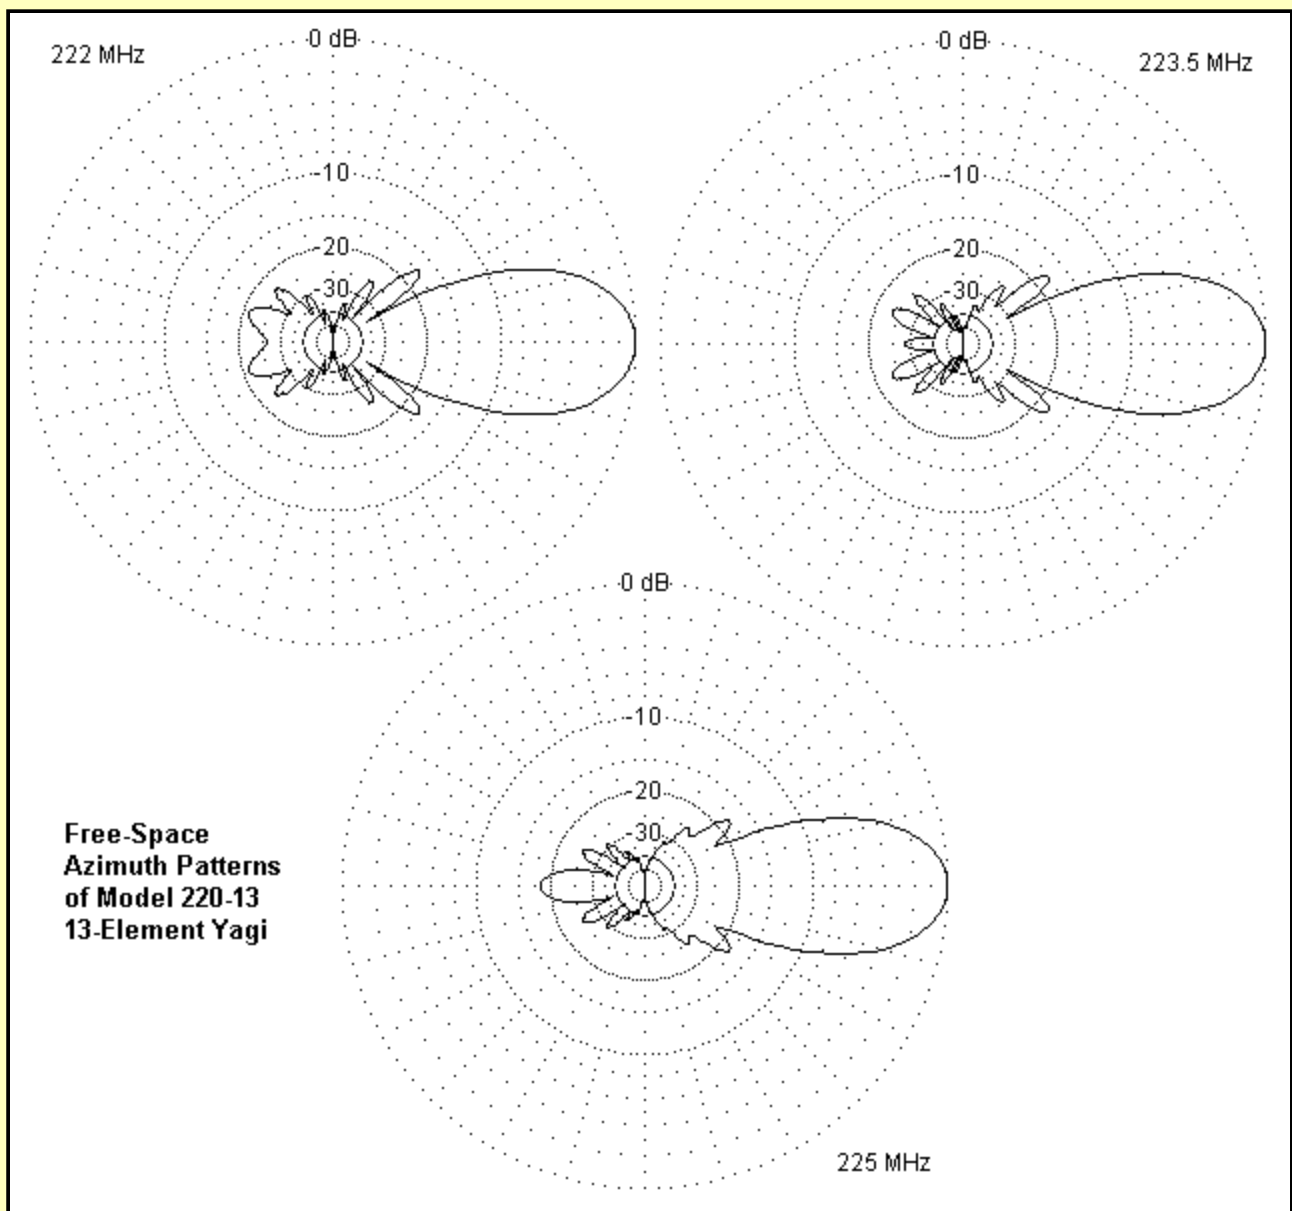 222 MHz
0 dB
-10
-20
-30
223.5 MHz
0 dB
-10
-20
-30
0 dB
-10
-20
-30
225 MHz
Free-Space
Azimuth Patterns
of Model 220-13
13-Element Yagi